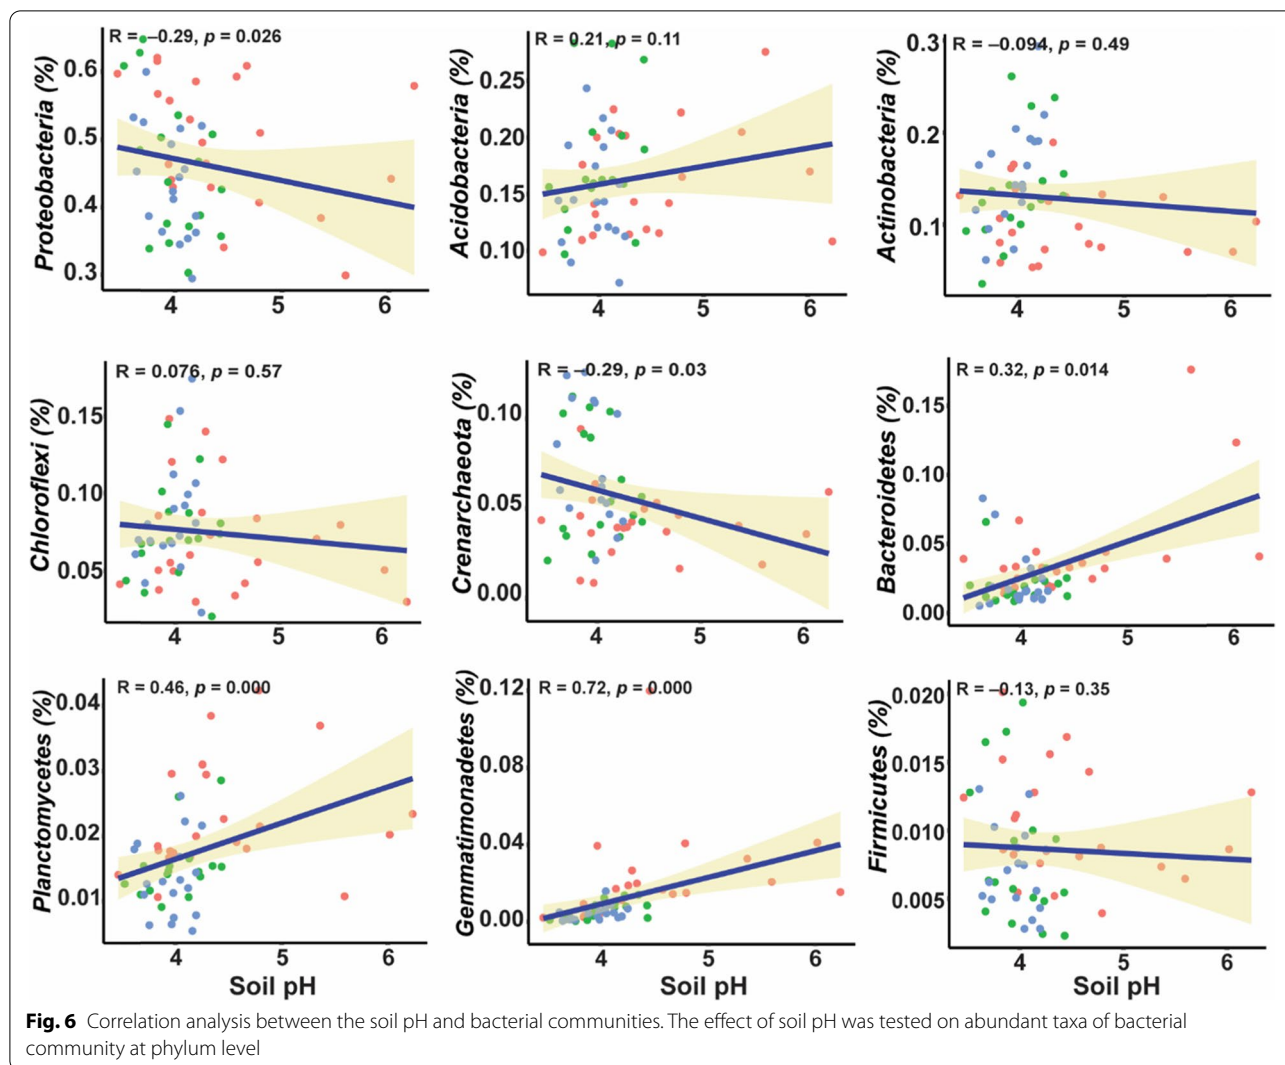 R = –0.29, p = 0.026
Proteobacteria (%)
0.6
0.5
0.4
0.3
4 5 6
R = 0.21, p = 0.11
Acidobacteria (%)
0.25
0.20
0.15
0.10
4 5 6
R = –0.094, p = 0.49
Actinobacteria (%)
0.3
0.2
0.1
4 5 6
R = 0.076, p = 0.57
Chloroflexi (%)
0.15
0.10
0.05
4 5 6
R = –0.29, p = 0.03
Crenarchaeota (%)
0.10
0.05
0.00
4 5 6
R = 0.32, p = 0.014
Bacteroidetes (%)
0.15
0.10
0.05
0.00
4 5 6
R = 0.46, p = 0.000
Planctomycetes (%)
0.04
0.03
0.02
0.01
4 5 6
Soil pH
R = 0.72, p = 0.000
Gemmatimonadetes (%)
0.12
0.08
0.04
0.00
4 5 6
Soil pH
R = –0.13, p = 0.35
Firmicutes (%)
0.020
0.015
0.010
0.005
4 5 6
Soil pH
Fig. 6 Correlation analysis between the soil pH and bacterial communities. The effect of soil pH was tested on abundant taxa of bacterial
community at phylum level